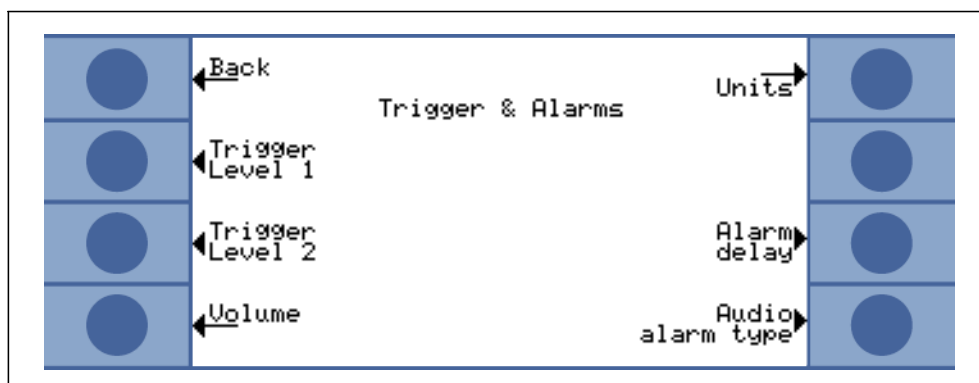 Back
Units
Trigger & Alarms
Trigger
Level 1
Trigger
Level 2
Alarm
delay
Volume
Audio
alarm type